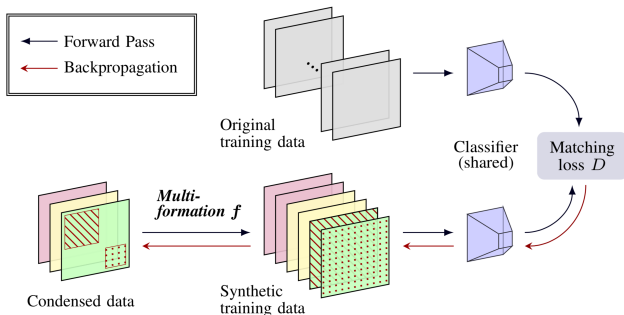 Forward Pass
Backpropagation
Original
training data
Classifier
(shared)
Matching
loss D
Multi-
formation f
Condensed data
Synthetic
training data